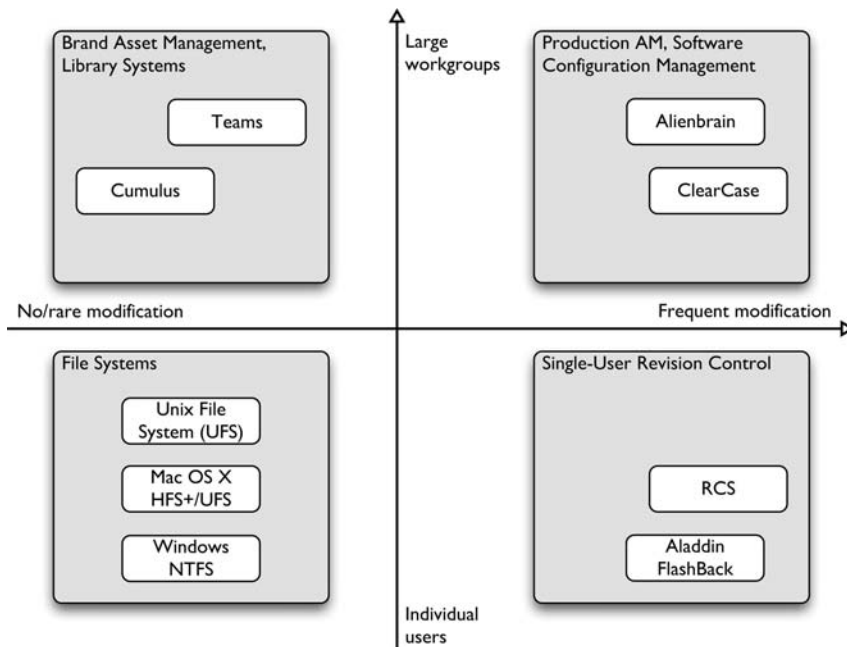 Brand Asset Management,
Library Systems
Teams
Cumulus
Large
workgroups
Production AM, Software
Configuration Management
Alienbrain
ClearCase
No/rare modification
Frequent modification
File Systems
Unix File
System (UFS)
Mac OS X
HFS+/UFS
Windows
NTFS
Single-User Revision Control
RCS
Aladdin
FlashBack
Individual
users